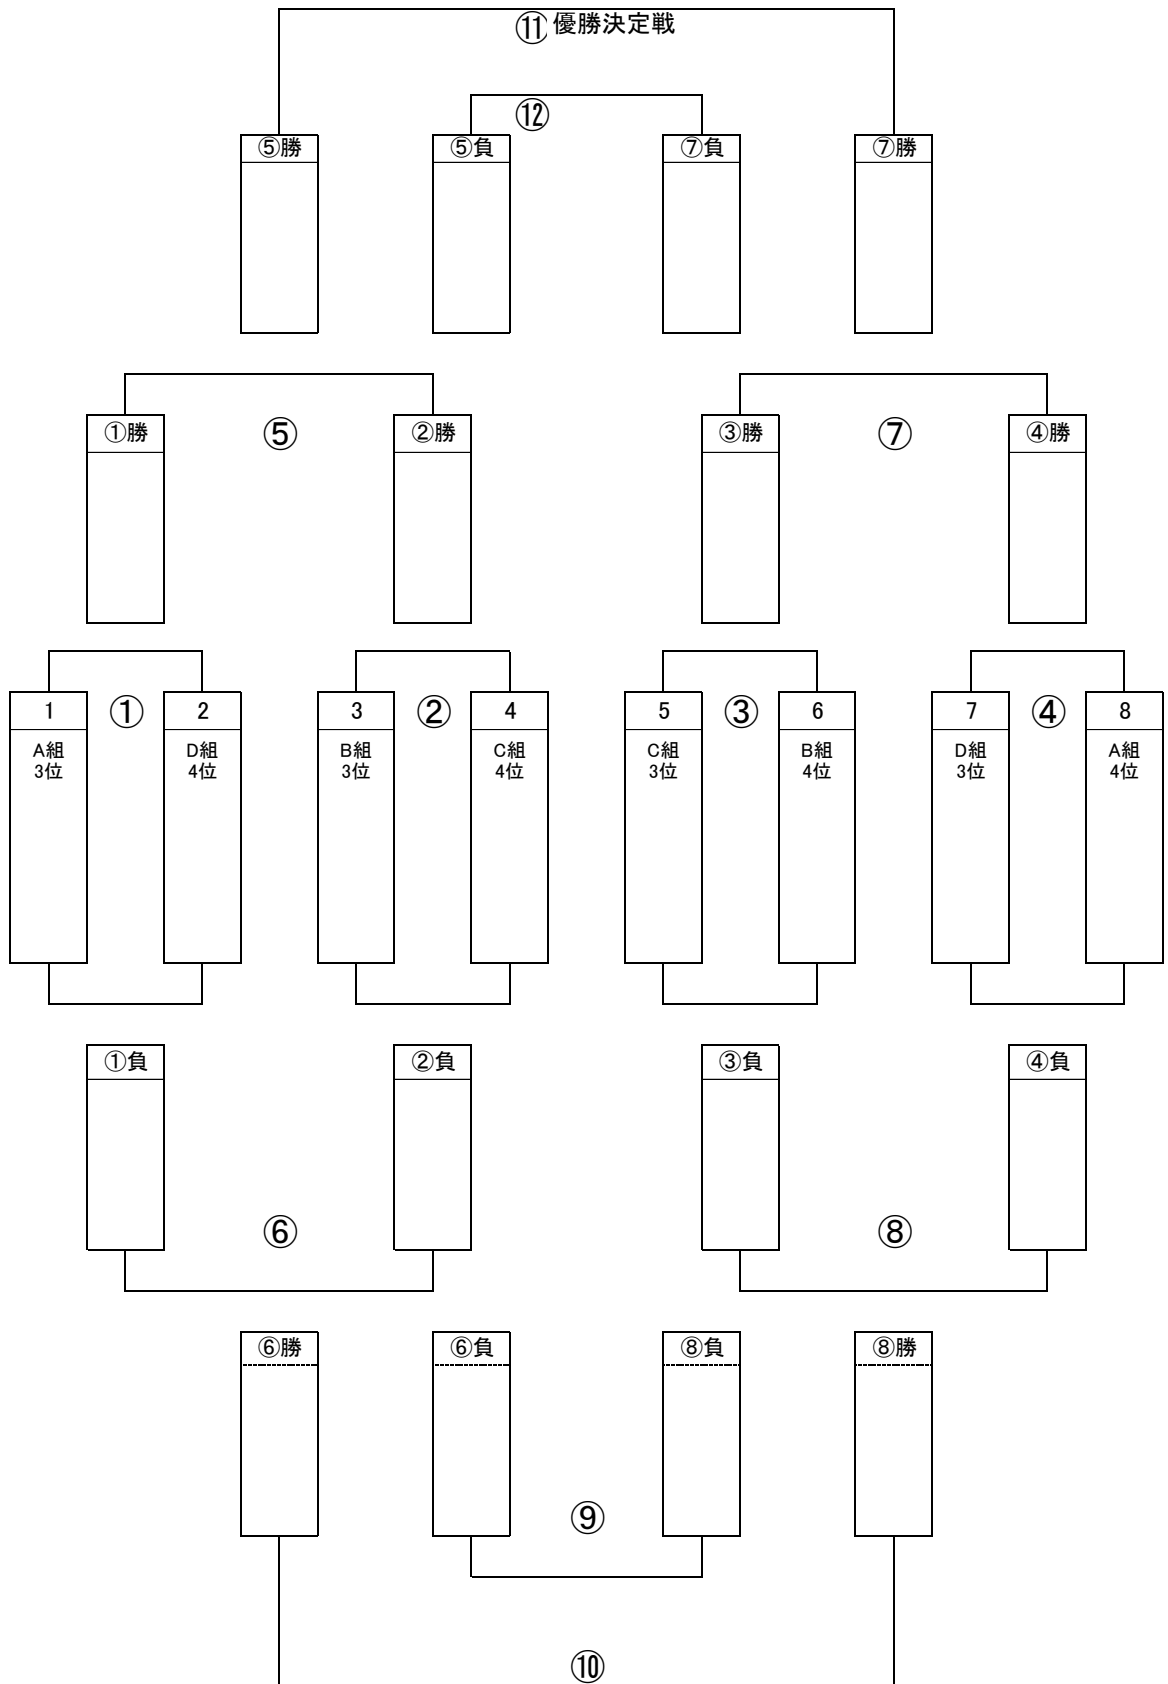 ⑪ 優勝決定戦
⑫
⑤勝 ⑤負 ⑦負 ⑦勝
①勝 ⑤ ②勝 ③勝 ⑦ ④勝
1 ① 2 3 ② 4 5 ③ 6 7 ④ 8
A組 D組 B組 C組 C組 B組 D組 A組
3位 4位 3位 4位 3位 4位 3位 4位
①負 ②負 ③負 ④負
⑥ ⑧
⑥勝 ⑥負 ⑧負 ⑧勝
⑨
⑩